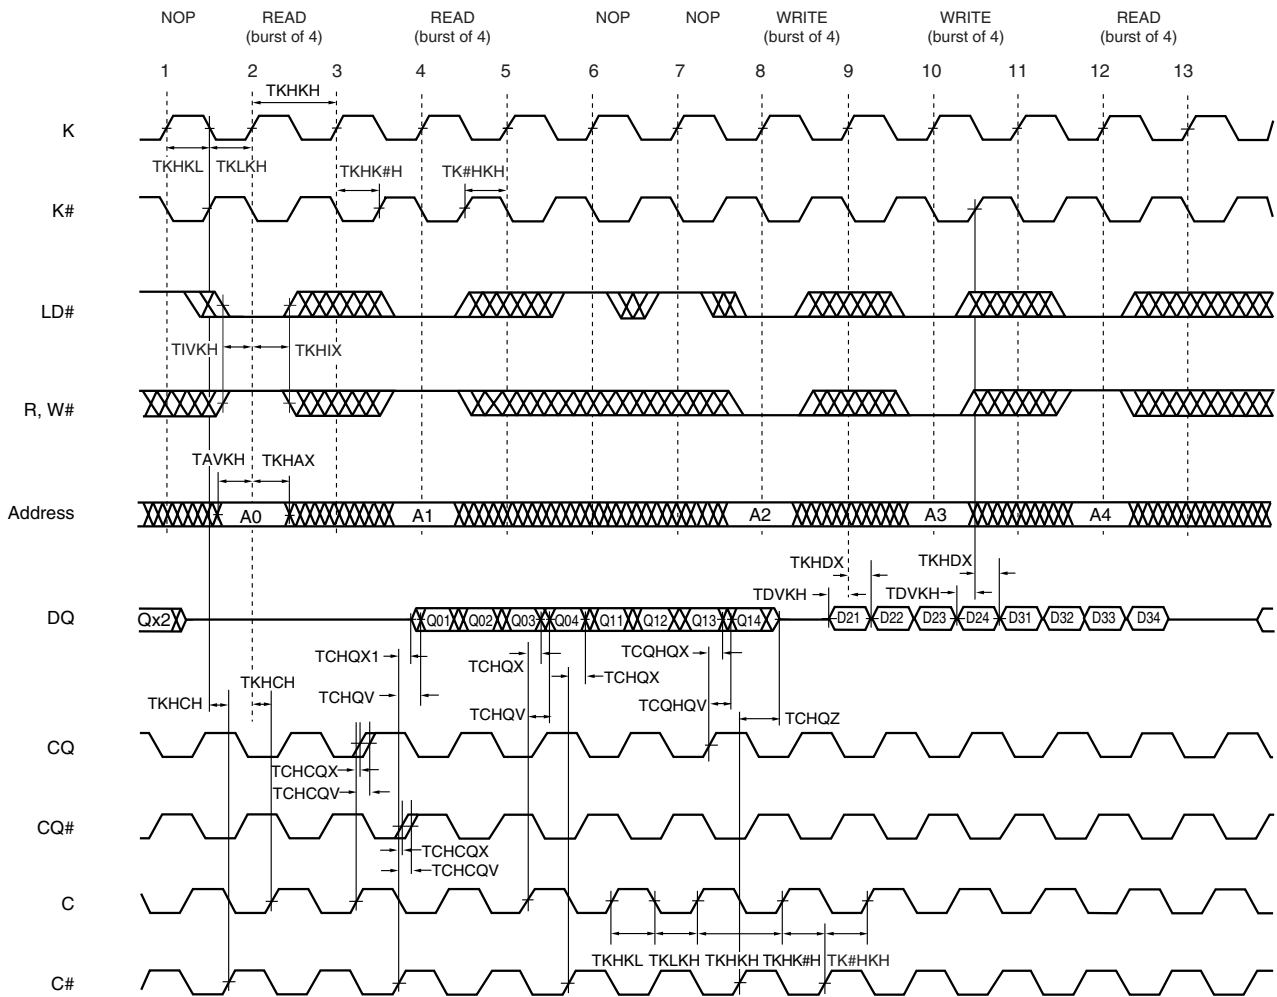 NOP READ READ NOP NOP WRITE WRITE READ
(burst of 4) (burst of 4) (burst of 4) (burst of 4) (burst of 4)
1 2 3 4 5 6 7 8 9 10 11 12 13
TKHKH
K
TKHKL TKLKH TKHK#H TK#HKH
K#
LD#
TIVKH TKHIX
R, W#
TAVKH TKHAX
Address A0 A1 A2 A3 A4
TKHDX TKHDX
TDVKH TDVKH
DQ Qx2 Q01 Q02 Q03 Q04 Q11 Q12 Q13 Q14 D21 D22 D23 D24 D31 D32 D33 D34
TCHQX1 TCHQX TCQHQX
TCHQX
TKHCH TKHCH TCHQV TCQHQV
TCHQV TCHQZ
CQ
TCHCQX
TCHCQV
CQ#
TCHCQX
TCHCQV
C
TKHKL TKLKH TKHKH TKHK#H TK#HKH
C#